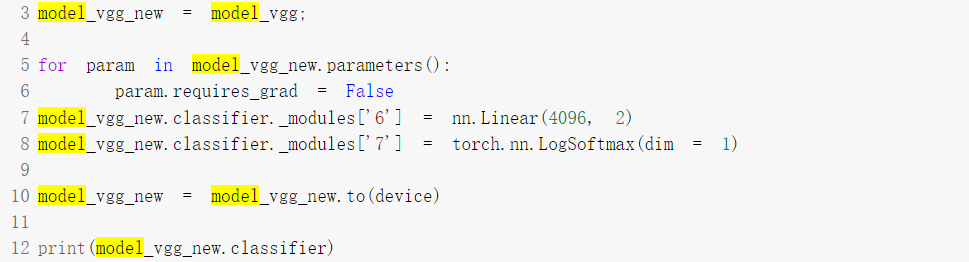 3 model_vgg_new = model_vgg;
4
5 for param in model_vgg_new.parameters():
6 param.requires_grad = False
7 model_vgg_new.classifier._modules['6'] = nn.Linear(4096, 2)
8 model_vgg_new.classifier._modules['7'] = torch.nn.LogSoftmax(dim = 1)
9
10 model_vgg_new = model_vgg_new.to(device)
11
12 print(model_vgg_new.classifier)